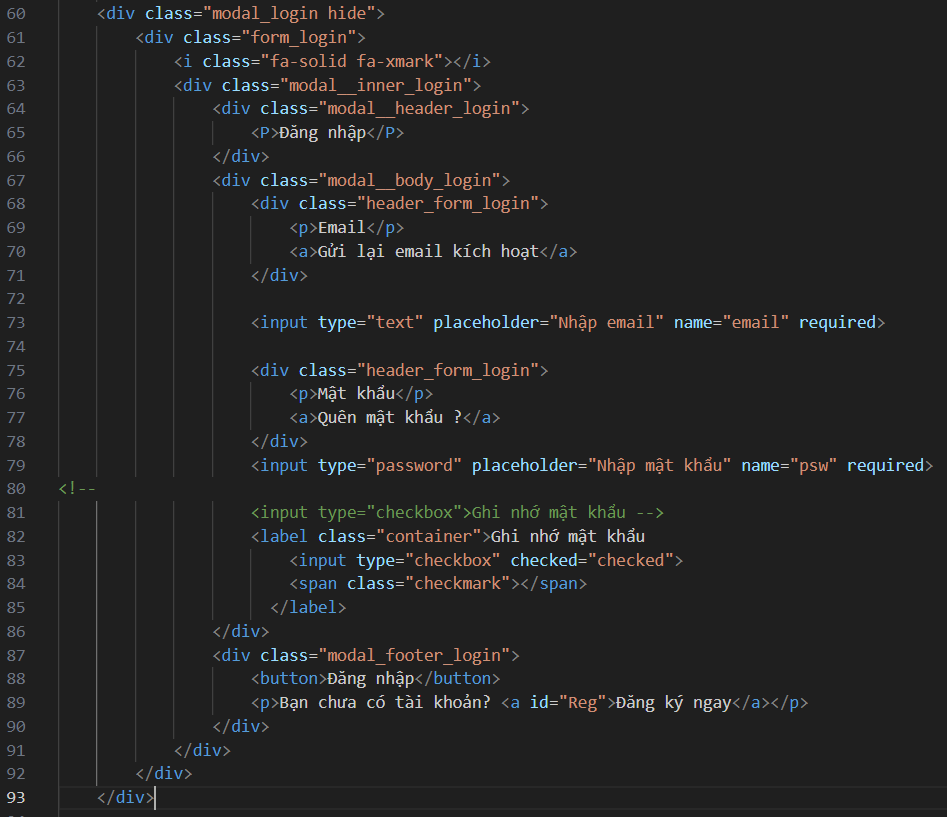 60 <div class="modal_login hide">
61 <div class="form_login">
62 <i class="fa-solid fa-xmark"></i>
63 <div class="modal__inner_login">
64 <div class="modal__header_login">
65 <P>Đăng nhập</P>
66 </div>
67 <div class="modal__body_login">
68 <div class="header_form_login">
69 <p>Email</p>
70 <a>Gửi lại email kích hoạt</a>
71 </div>
72
73 <input type="text" placeholder="Nhập email" name="email" required>
74
75 <div class="header_form_login">
76 <p>Mật khẩu</p>
77 <a>Quên mật khẩu ?</a>
78 </div>
79 <input type="password" placeholder="Nhập mật khẩu" name="psw" required>
80 <!--
81 <input type="checkbox">Ghi nhớ mật khẩu -->
82 <label class="container">Ghi nhớ mật khẩu
83 <input type="checkbox" checked="checked">
84 <span class="checkmark"></span>
85 </label>
86 </div>
87 <div class="modal_footer_login">
88 <button>Đăng nhập</button>
89 <p>Bạn chưa có tài khoản? <a id="Reg">Đăng ký ngay</a></p>
90 </div>
91 </div>
92 </div>
93 </div>